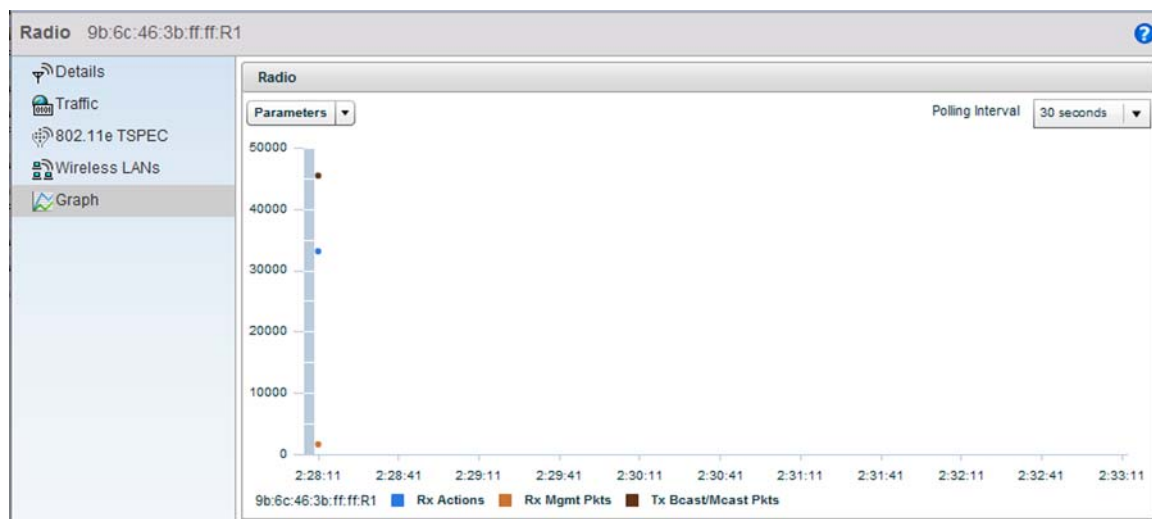 Radio 9b:6c:46:3b:ff:ff:R1
?
Details
Traffic
802.11e TSPEC
Wireless LANs
Graph
Radio
Parameters
Polling Interval 30 seconds
50000
40000
30000
20000
10000
0
2:28:11 2:28:41 2:29:11 2:29:41 2:30:11 2:30:41 2:31:11 2:31:41 2:32:11 2:32:41 2:33:11
9b:6c:46:3b:ff:ff:R1 Rx Actions Rx Mgmt Pkts Tx Bcast/Mcast Pkts